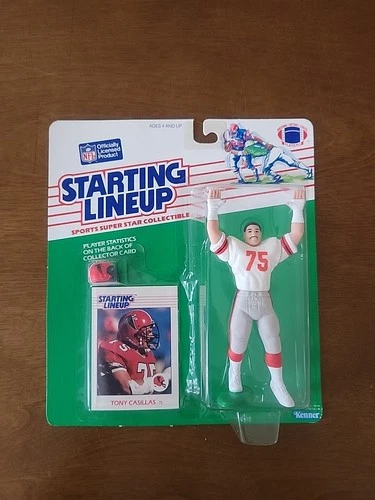 AGES 4 AND UP
NFL
Officially
Licensed
Product
STARTING
LINEUP
SPORTS SUPER STAR COLLECTIBLE
PLAYER STATISTICS
ON THE BACK OF
COLLECTOR CARD
75
STARTING
LINEUP
75
TONY CASILLAS
Kenner